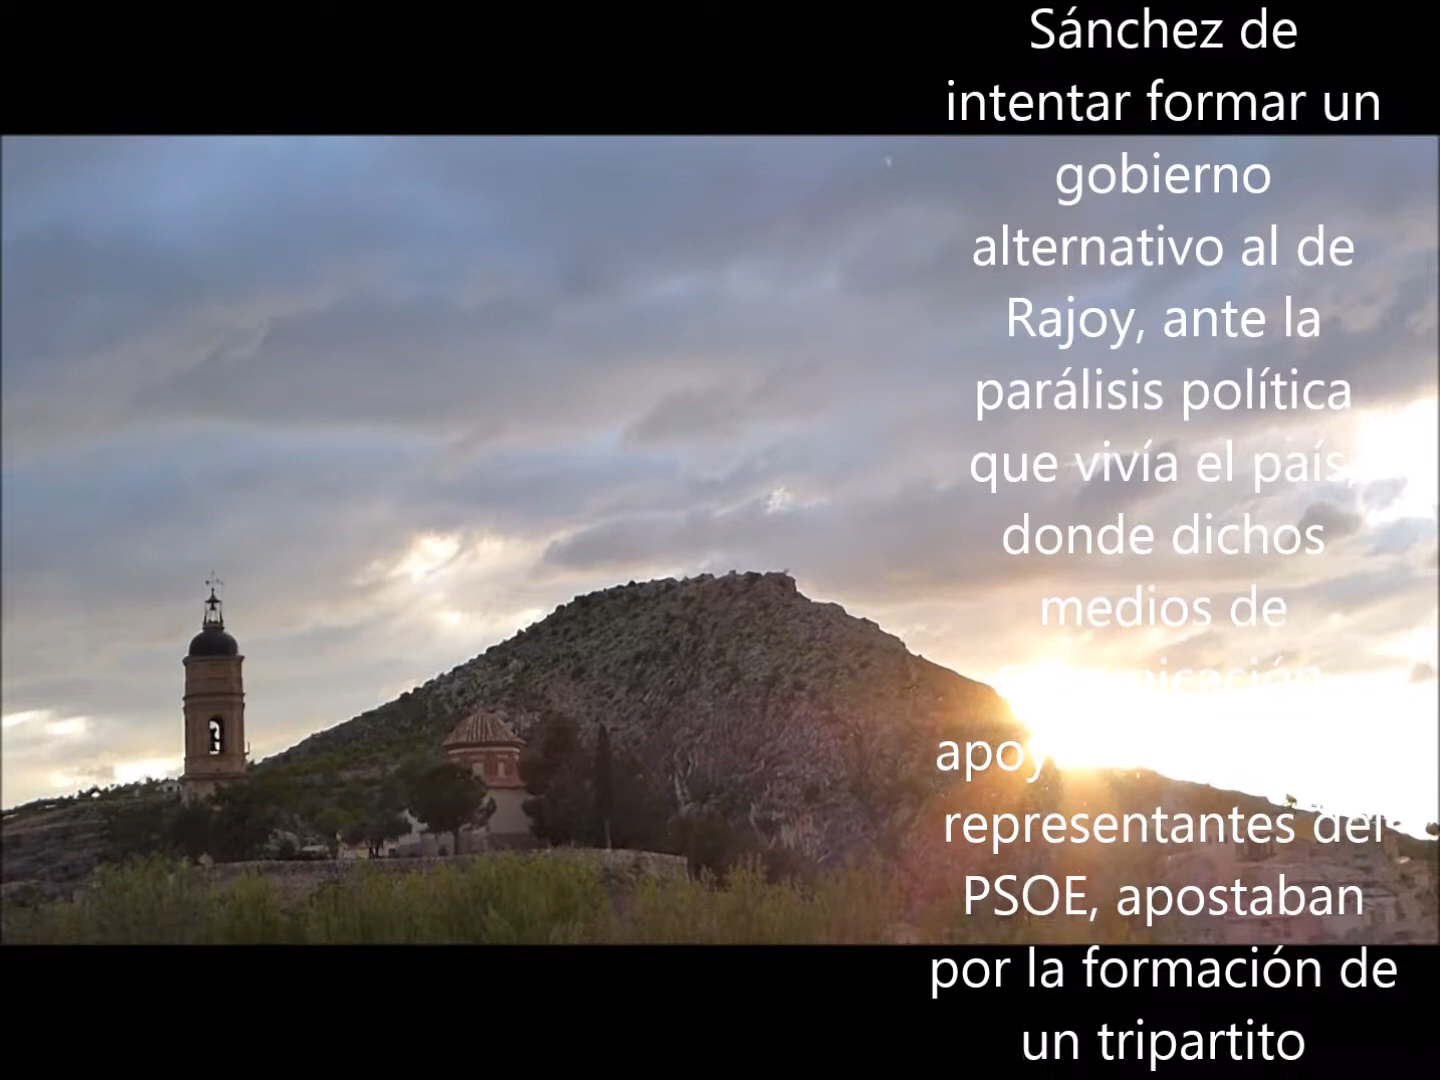 Sánchez de
intentar formar un
gobierno
alternativo al de
Rajoy, ante la
parálisis política
que vivía el país,
donde dichos
medios de
comunicación
representantes del
PSOE, apostaban
por la formación de
un tripartito